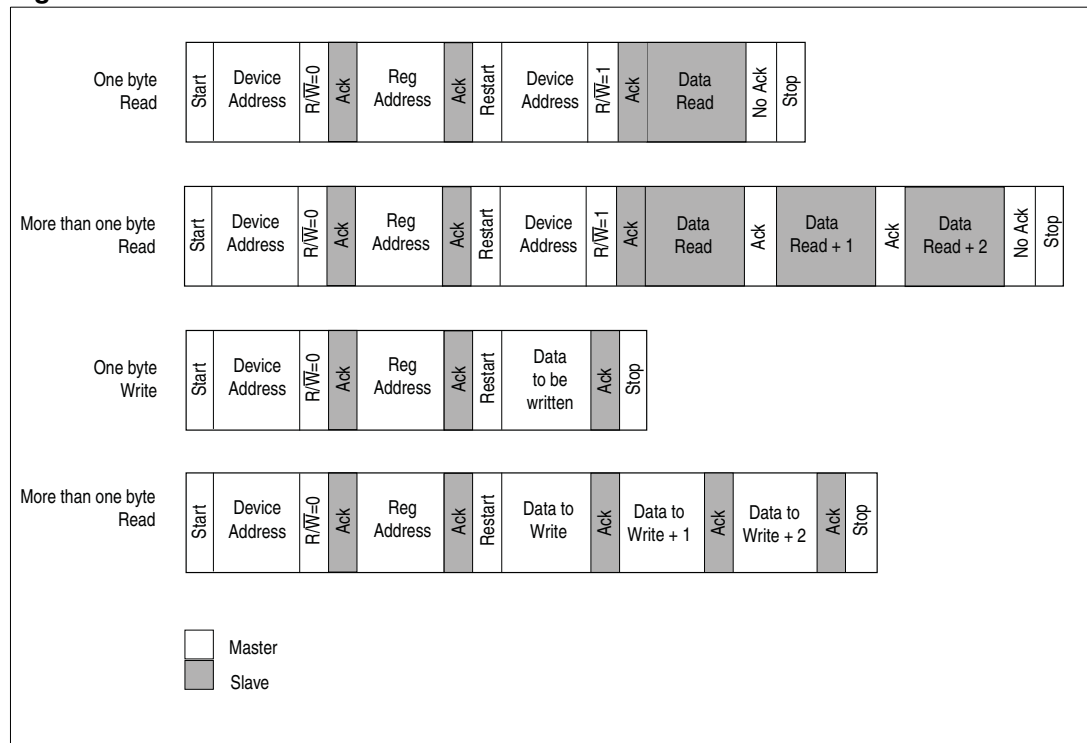 One byte
Read
Start
Device
Address
R/W̅=0
Ack
Reg
Address
Ack
Restart
Device
Address
R/W̅=1
Ack
Data
Read
No Ack
Stop
More than one byte
Read
Start
Device
Address
R/W̅=0
Ack
Reg
Address
Ack
Restart
Device
Address
R/W̅=1
Ack
Data
Read
Ack
Data
Read + 1
Ack
Data
Read + 2
No Ack
Stop
One byte
Write
Start
Device
Address
R/W̅=0
Ack
Reg
Address
Ack
Restart
Data
to be
written
Ack
Stop
More than one byte
Read
Start
Device
Address
R/W̅=0
Ack
Reg
Address
Ack
Restart
Data to
Write
Ack
Data to
Write + 1
Ack
Data to
Write + 2
Ack
Stop
Master
Slave